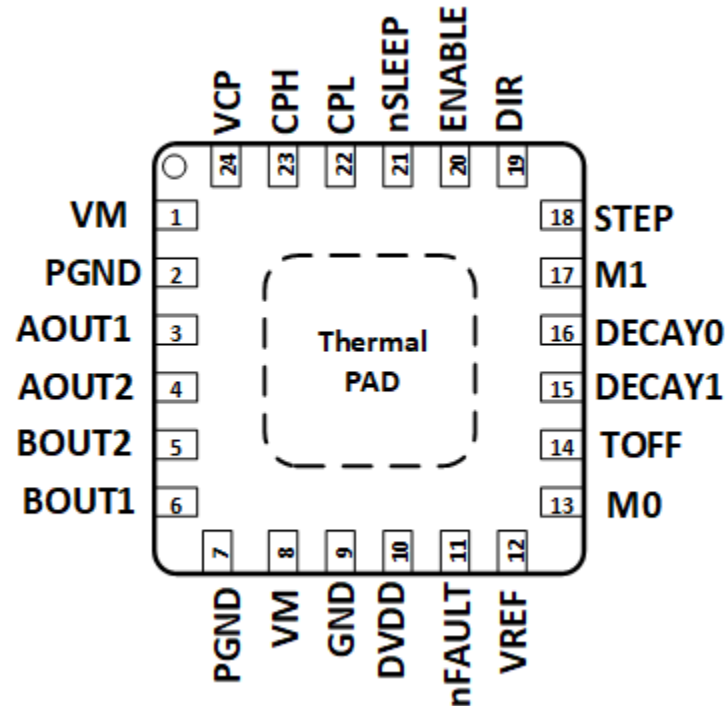 VCP
CPH
CPL
nSLEEP
ENABLE
DIR
24
23
22
21
20
19
VM 1
18 STEP
PGND 2
17 M1
AOUT1 3
16 DECAY0
Thermal
PAD
AOUT2 4
15 DECAY1
BOUT2 5
14 TOFF
BOUT1 6
13 M0
7
8
9
10
11
12
PGND
VM
GND
DVDD
nFAULT
VREF